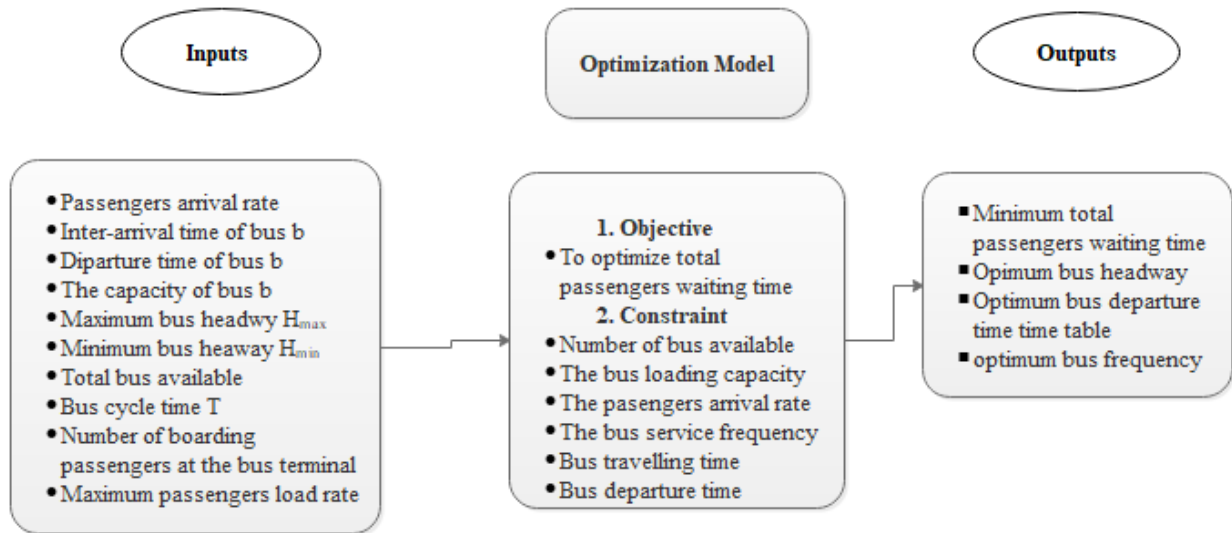 Inputs
Optimization Model
Outputs
• Passengers arrival rate
• Inter-arrival time of bus b
• Diparture time of bus b
• The capacity of bus b
• Maximum bus headwy Hmax
• Minimum bus heaway Hmin
• Total bus available
• Bus cycle time T
• Number of boarding
passengers at the bus terminal
• Maximum passengers load rate
1. Objective
• To optimize total
passengers waiting time
2. Constraint
• Number of bus available
• The bus loading capacity
• The pasengers arrival rate
• The bus service frequency
• Bus travelling time
• Bus departure time
▪ Minimum total
passengers waiting time
▪ Opimum bus headway
▪ Optimum bus departure
time time table
▪ optimum bus frequency